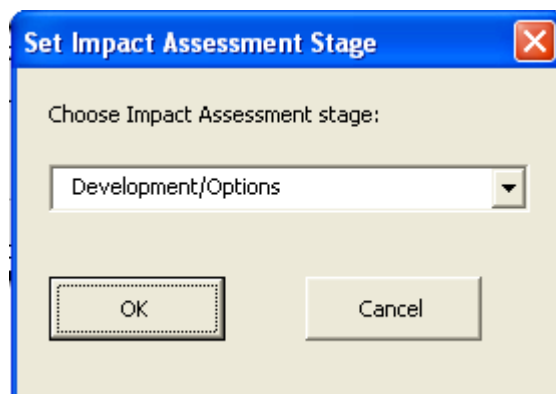 Set Impact Assessment Stage
Choose Impact Assessment stage:
Development/Options
OK
Cancel